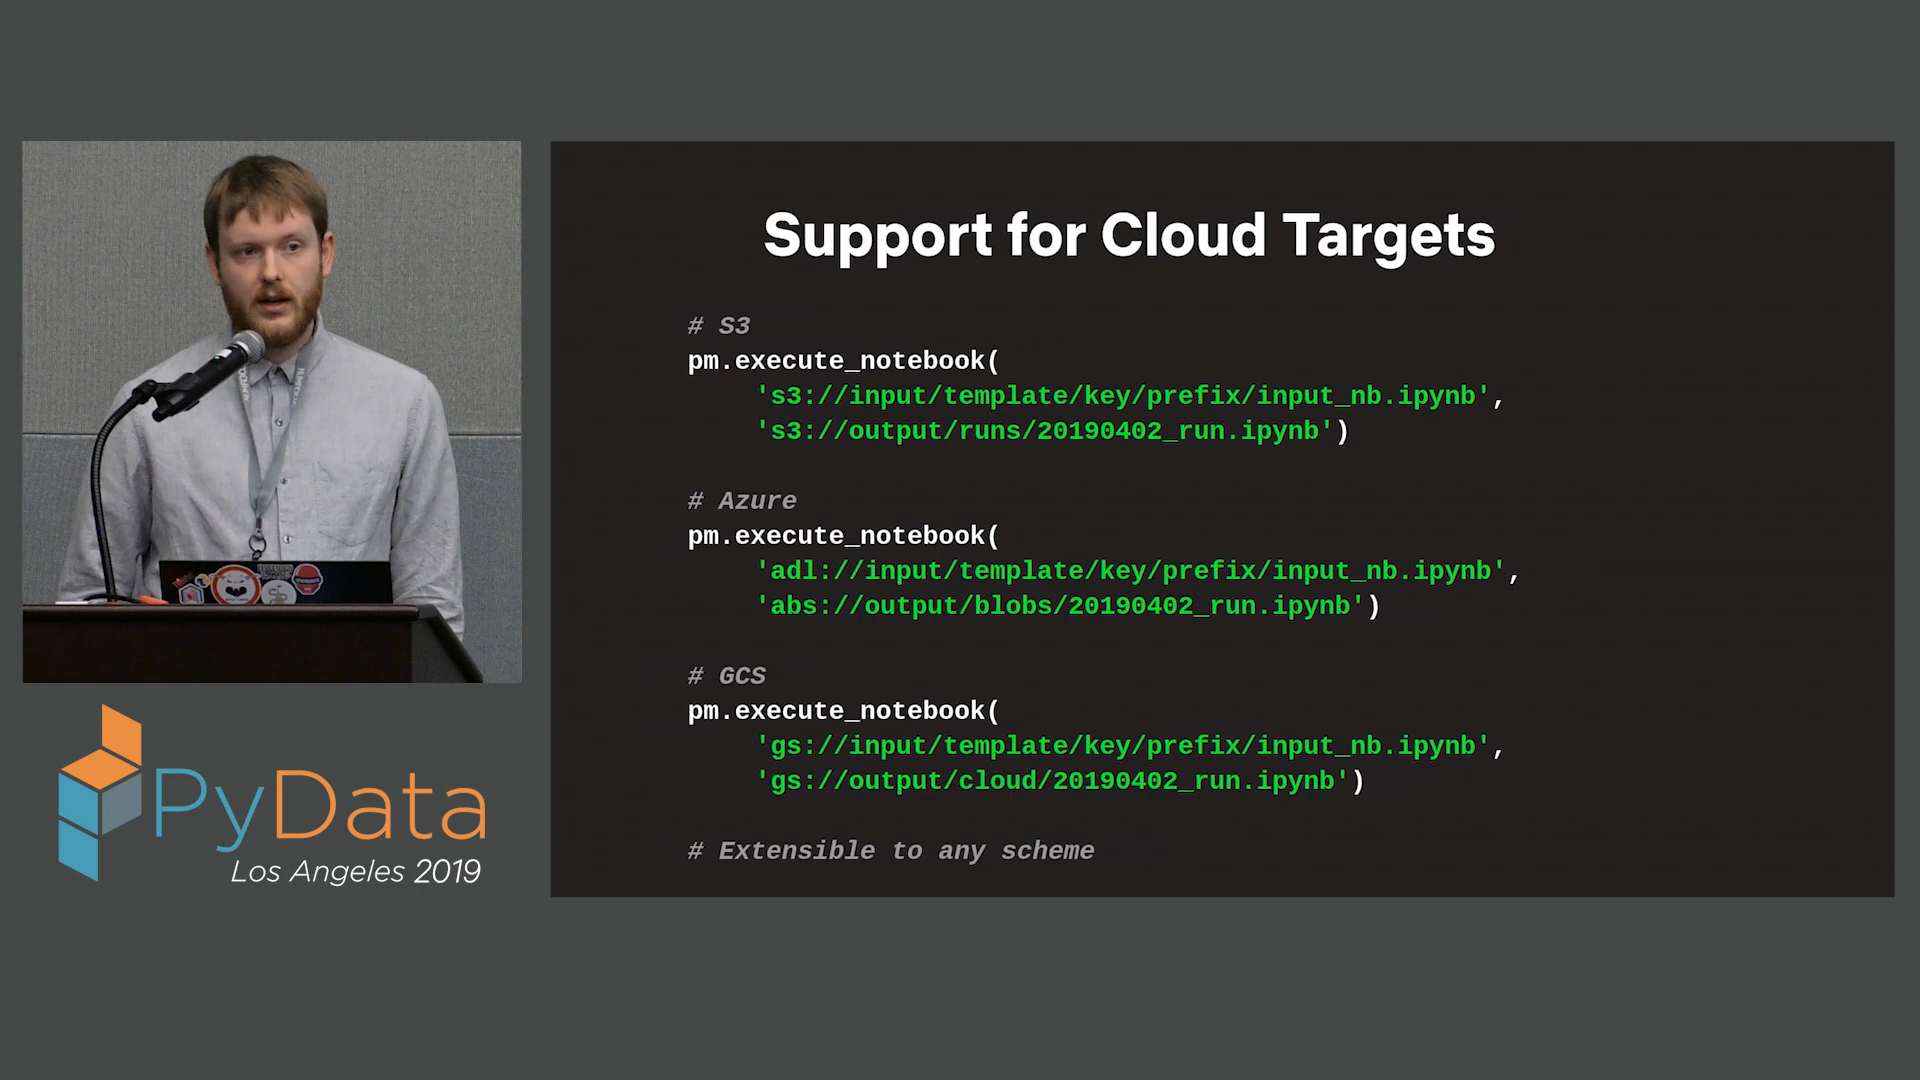 Support for Cloud Targets
# S3
pm.execute_notebook(
's3://input/template/key/prefix/input_nb.ipynb',
's3://output/runs/20190402_run.ipynb')
# Azure
pm.execute_notebook(
'adl://input/template/key/prefix/input_nb.ipynb',
'abs://output/blobs/20190402_run.ipynb')
# GCS
pm.execute_notebook(
'gs://input/template/key/prefix/input_nb.ipynb',
'gs://output/cloud/20190402_run.ipynb')
# Extensible to any scheme
PyData
Los Angeles 2019